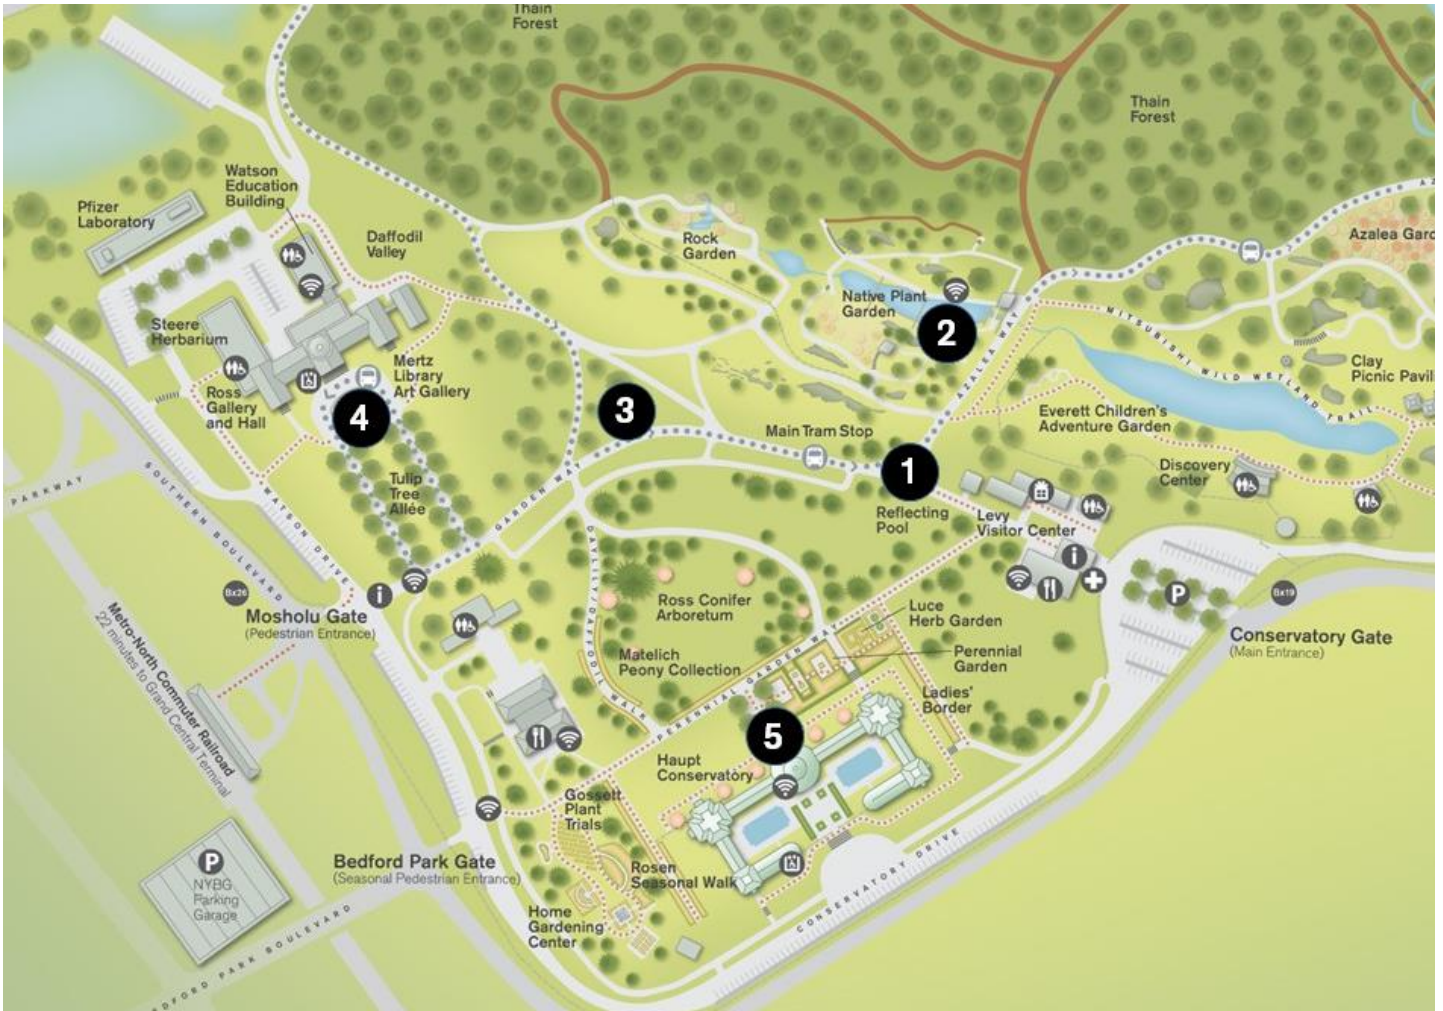 Thain
Forest
Thain
Forest
Watson
Education
Building
Pfizer
Laboratory
Daffodil
Valley
Rock
Garden
Azalea Gard
Native Plant
Garden
2
AZALEA WAY
MITSUBISHI WILD WETLAND TRAIL
Steere
Herbarium
Mertz
Library
Art Gallery
Ross
Gallery
and Hall
4
3
Clay
Picnic Pavil
Everett Children's
Adventure Garden
Main Tram Stop
1
Discovery
Center
Reflecting
Pool
Levy
Visitor Center
Tulip
Tree
Allée
GARDEN WAY
PARKWAY
SOUTHERN BOULEVARD
WATSON DRIVE
DAYLILY/DAFFODIL WALK
i
i
P
Bx26
Bx19
Mosholu Gate
(Pedestrian Entrance)
Metro-North Commuter Railroad
22 minutes to Grand Central Terminal
Ross Conifer
Arboretum
Luce
Herb Garden
Conservatory Gate
(Main Entrance)
Matelich
Peony Collection
Perennial
Garden
PERENNIAL GARDEN WAY
Ladies'
Border
5
Haupt
Conservatory
Gossett
Plant
Trials
Bedford Park Gate
(Seasonal Pedestrian Entrance)
Rosen
Seasonal Walk
P
NYBG
Parking
Garage
Home
Gardening
Center
CONSERVATORY DRIVE
EDFORD PARK BOULEVARD